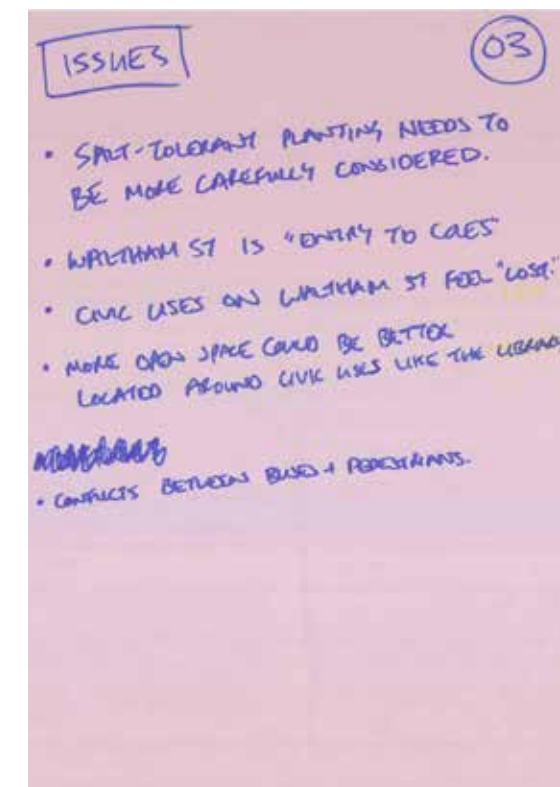 ISSUES
03
• SALT-TOLERANT PLANTING NEEDS TO
BE MORE CAREFULLY CONSIDERED.
• WALTHAM ST IS "ENTRY TO COLES"
• CIVIC USES ON WALTHAM ST FEEL "LOST."
• MORE OPEN SPACE COULD BE BETTER
LOCATED AROUND CIVIC USES LIKE THE LIBRARY
• CONFLICTS BETWEEN BUSES + PEDESTRIANS.